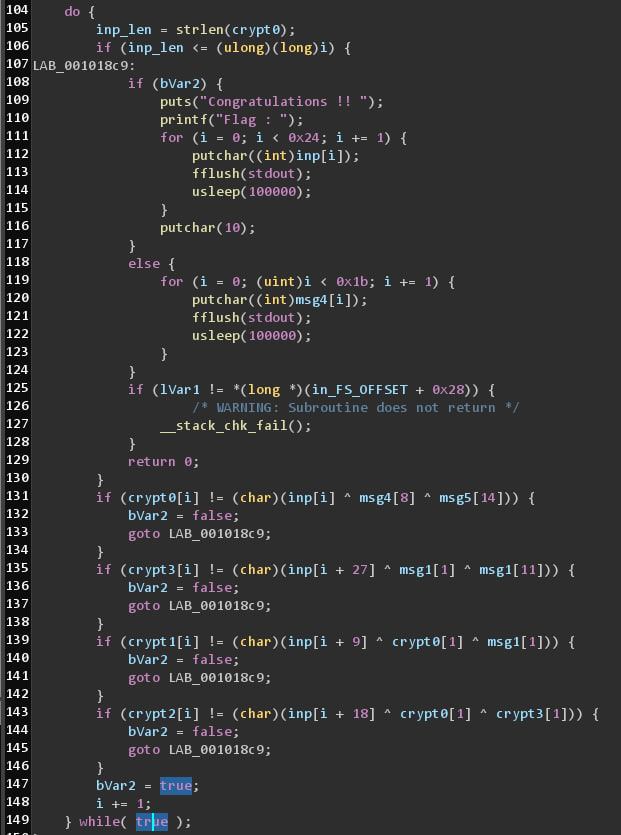 104 do {
105 inp_len = strlen(crypt0);
106 if (inp_len <= (ulong)(long)i) {
107 LAB_001018c9:
108 if (bVar2) {
109 puts("Congratulations !! ");
110 printf("Flag : ");
111 for (i = 0; i < 0x24; i += 1) {
112 putchar((int)inp[i]);
113 fflush(stdout);
114 usleep(100000);
115 }
116 putchar(10);
117 }
118 else {
119 for (i = 0; (uint)i < 0x1b; i += 1) {
120 putchar((int)msg4[i]);
121 fflush(stdout);
122 usleep(100000);
123 }
124 }
125 if (lVar1 != *(long *)(in_FS_OFFSET + 0x28)) {
126 /* WARNING: Subroutine does not return */
127 __stack_chk_fail();
128 }
129 return 0;
130 }
131 if (crypt0[i] != (char)(inp[i] ^ msg4[8] ^ msg5[14])) {
132 bVar2 = false;
133 goto LAB_001018c9;
134 }
135 if (crypt3[i] != (char)(inp[i + 27] ^ msg1[1] ^ msg1[11])) {
136 bVar2 = false;
137 goto LAB_001018c9;
138 }
139 if (crypt1[i] != (char)(inp[i + 9] ^ crypt0[1] ^ msg1[1])) {
140 bVar2 = false;
141 goto LAB_001018c9;
142 }
143 if (crypt2[i] != (char)(inp[i + 18] ^ crypt0[1] ^ crypt3[1])) {
144 bVar2 = false;
145 goto LAB_001018c9;
146 }
147 bVar2 = true;
148 i += 1;
149 } while( true );